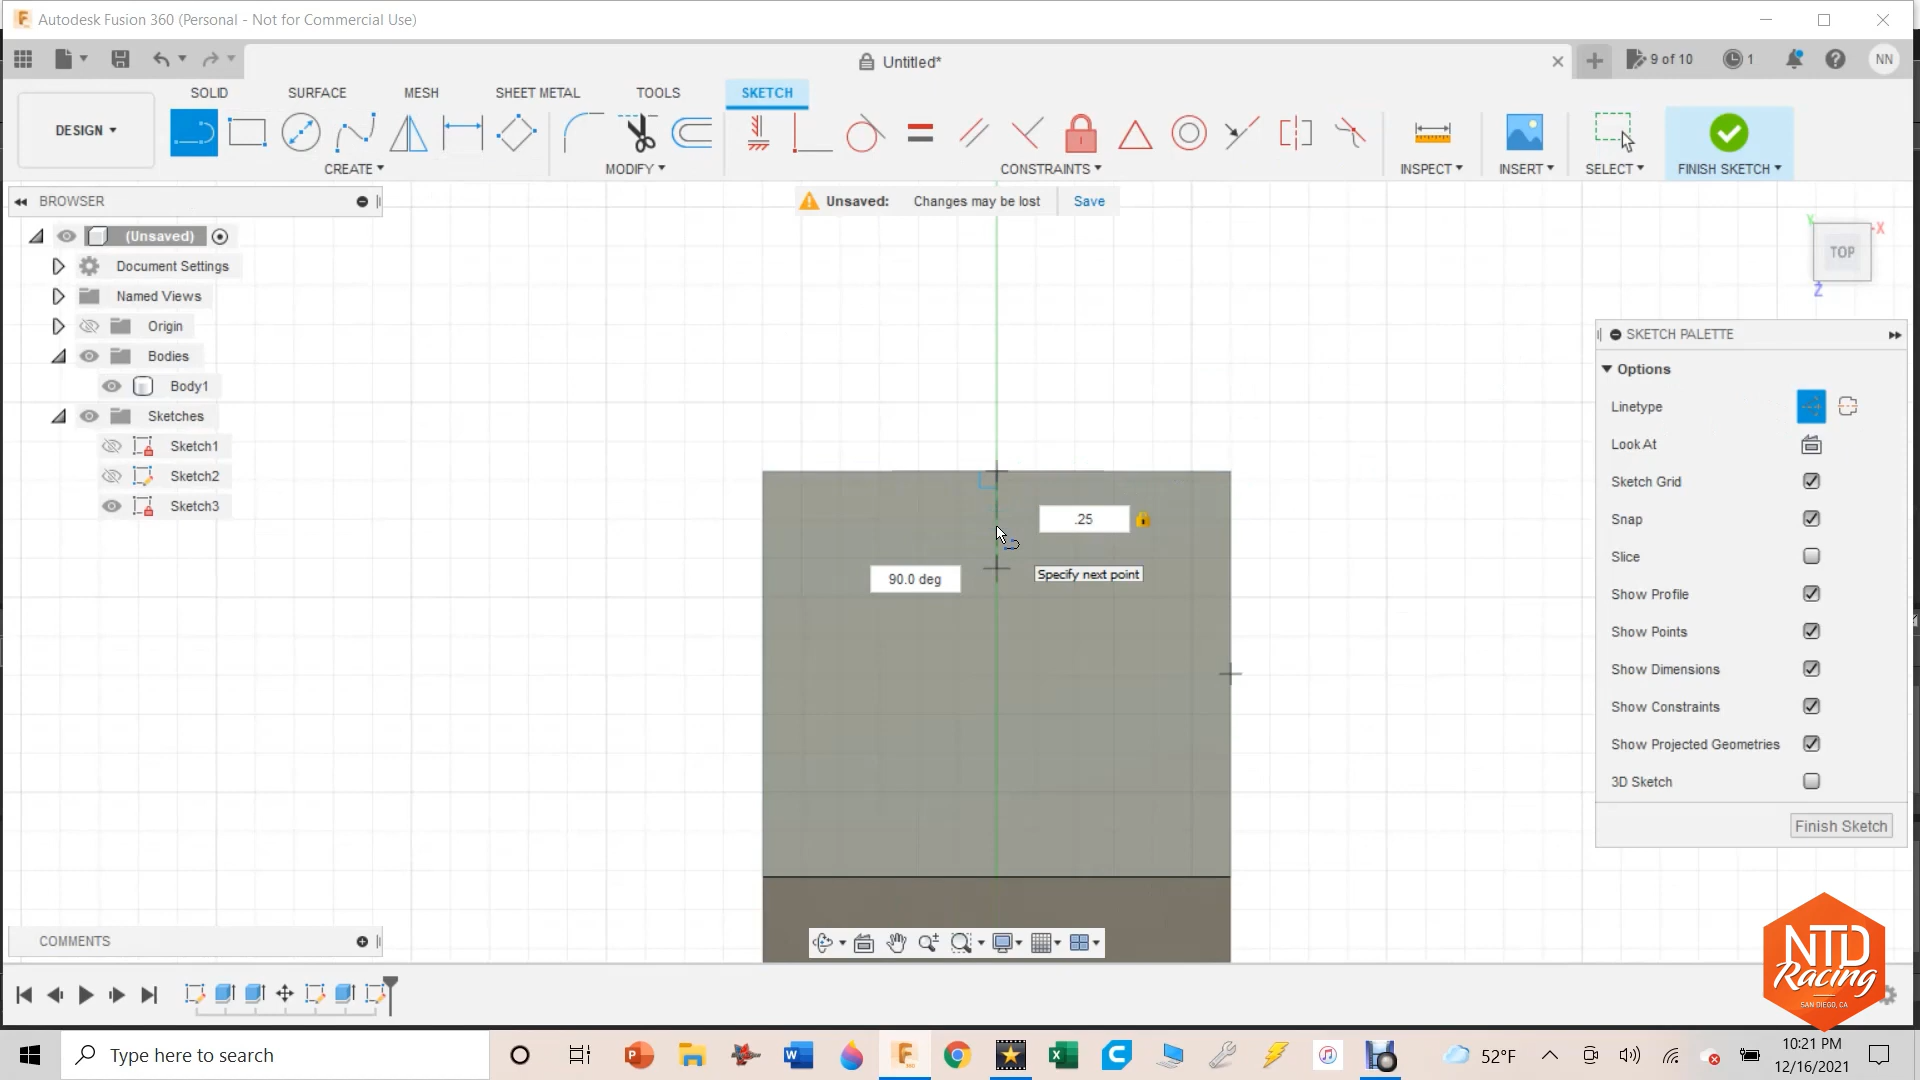 Autodesk Fusion 360 (Personal - Not for Commercial Use)
Untitled*
9 of 10
1
NN
DESIGN
SOLID
SURFACE
MESH
SHEET METAL
TOOLS
SKETCH
CREATE
MODIFY
CONSTRAINTS
INSPECT
INSERT
SELECT
FINISH SKETCH
BROWSER
Unsaved: Changes may be lost Save
(Unsaved)
Document Settings
Named Views
Origin
Bodies
Body1
Sketches
Sketch1
Sketch2
Sketch3
Y
X
TOP
Z
.25
90.0 deg
Specify next point
SKETCH PALETTE
Options
Linetype
Look At
Sketch Grid
Snap
Slice
Show Profile
Show Points
Show Dimensions
Show Constraints
Show Projected Geometries
3D Sketch
Finish Sketch
COMMENTS
NTD
Racing
SAN DIEGO, CA
Type here to search
52°F
10:21 PM
12/16/2021